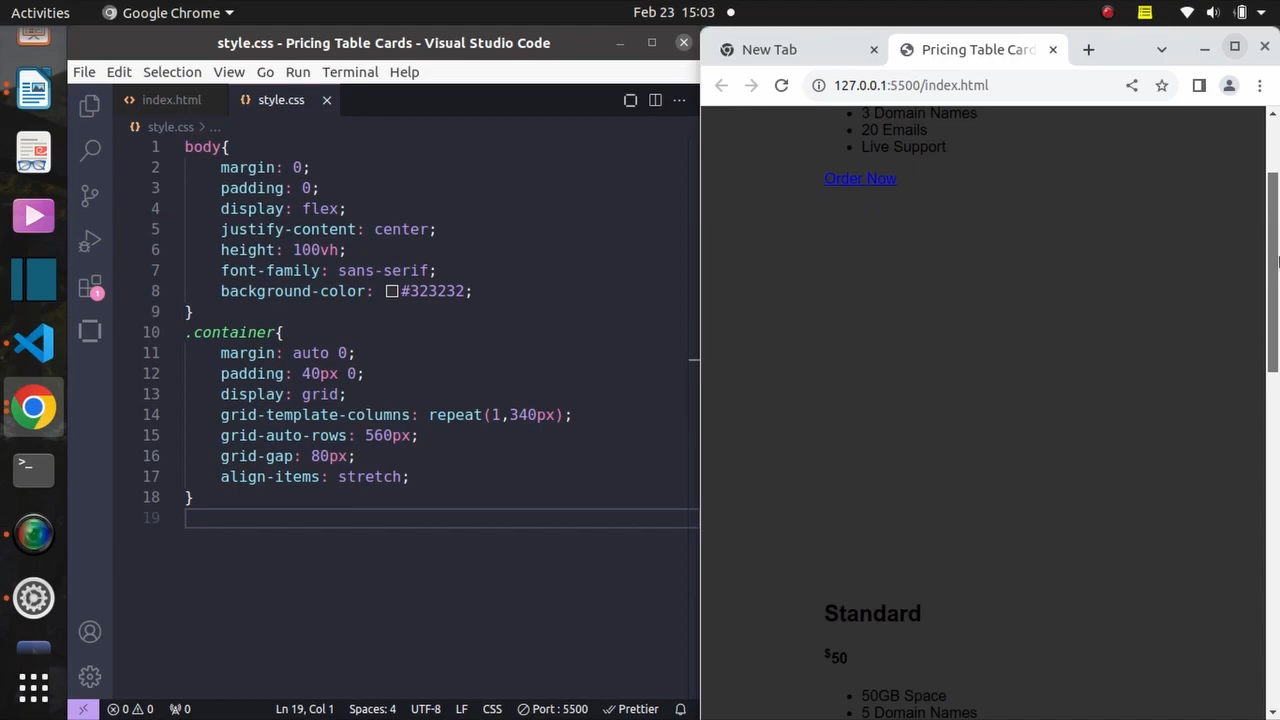 Activities
Google Chrome
Feb 23 15:03
style.css - Pricing Table Cards - Visual Studio Code
File Edit Selection View Go Run Terminal Help
index.html
style.css
style.css > ...
1 body{
2 margin: 0;
3 padding: 0;
4 display: flex;
5 justify-content: center;
6 height: 100vh;
7 font-family: sans-serif;
8 background-color: #323232;
9 }
10 .container{
11 margin: auto 0;
12 padding: 40px 0;
13 display: grid;
14 grid-template-columns: repeat(1,340px);
15 grid-auto-rows: 560px;
16 grid-gap: 80px;
17 align-items: stretch;
18 }
19
1
0 0 0 Ln 19, Col 1 Spaces: 4 UTF-8 LF CSS Port : 5500 Prettier
New Tab
Pricing Table Card
127.0.0.1:5500/index.html
3 Domain Names
20 Emails
Live Support
Order Now
Standard
$50
50GB Space
5 Domain Names